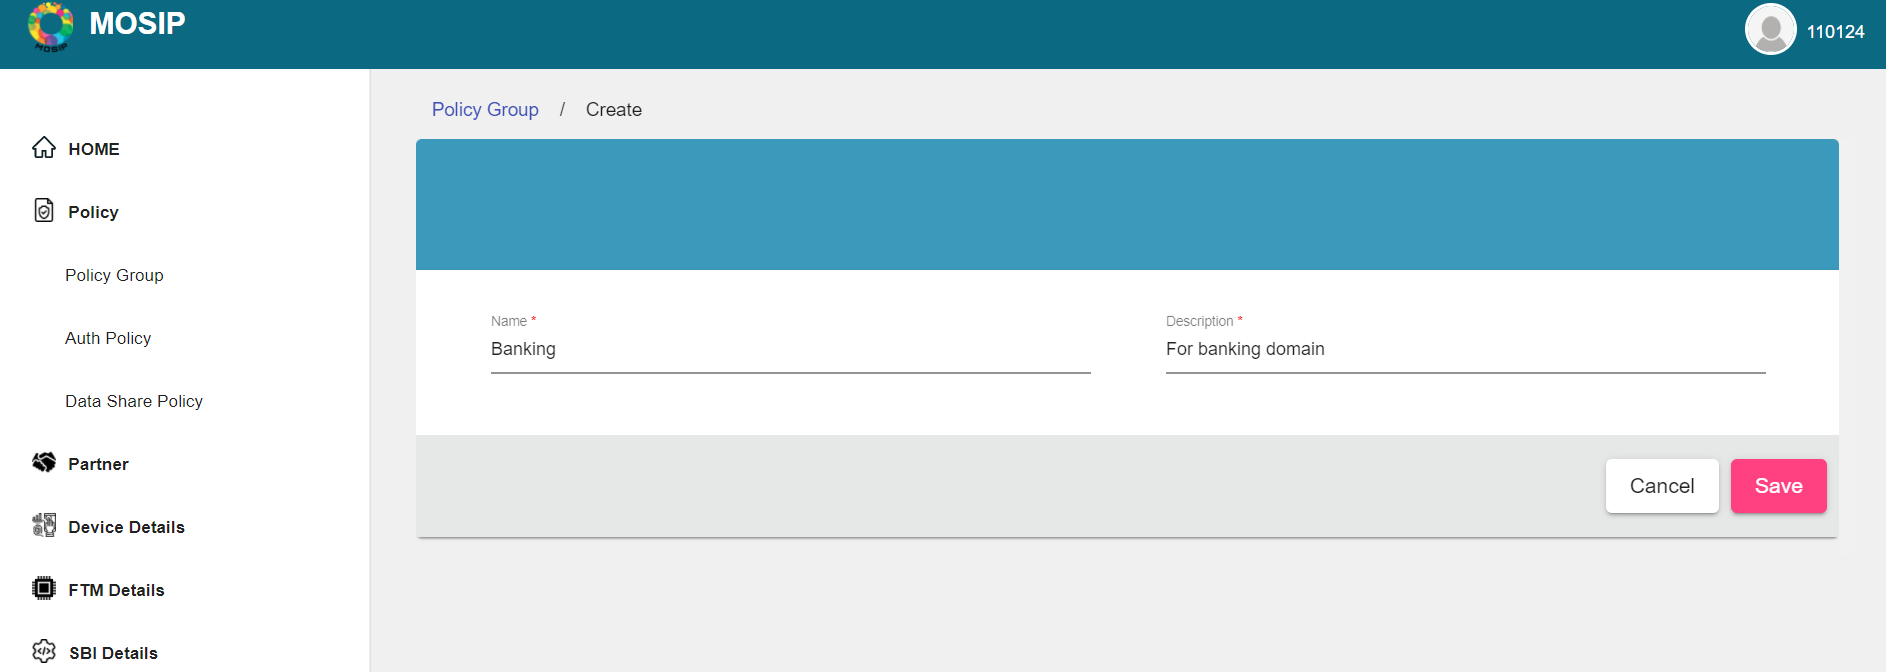 MOSIP
MOSIP
110124
HOME
Policy
Policy Group
Auth Policy
Data Share Policy
Partner
Device Details
FTM Details
SBI Details
Policy Group / Create
Name *
Banking
Description *
For banking domain
Cancel
Save